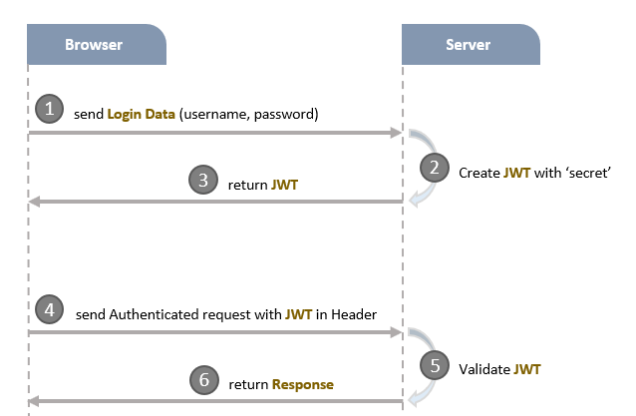 Browser
Server
1 send Login Data (username, password)
2 Create JWT with ‘secret’
3 return JWT
4 send Authenticated request with JWT in Header
5 Validate JWT
6 return Response